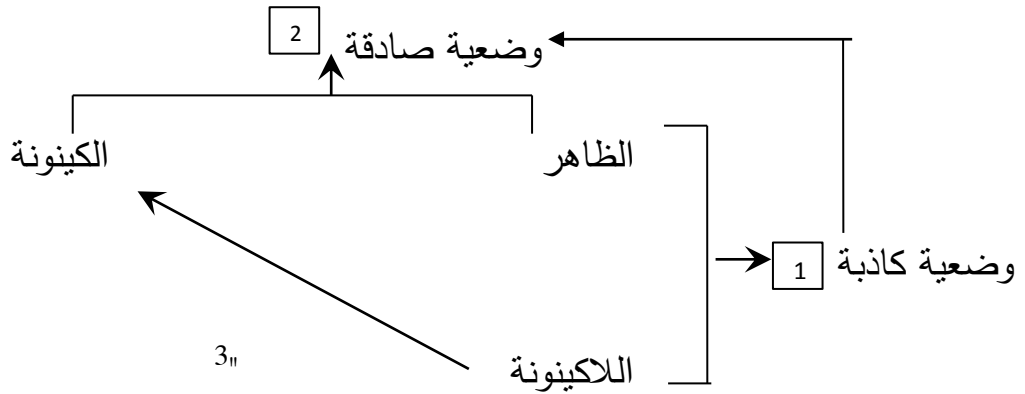 وضعية صادقة 2
الظاهر الكينونة
وضعية كاذبة 1
اللاكينونة
3"